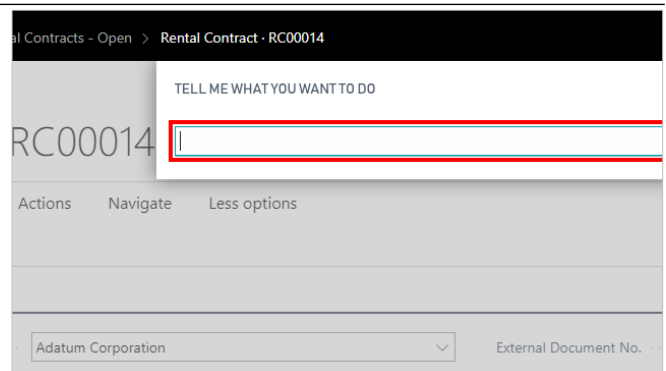 al Contracts - Open > Rental Contract · RC00014
TELL ME WHAT YOU WANT TO DO
RC00014
Actions Navigate Less options
Adatum Corporation External Document No.